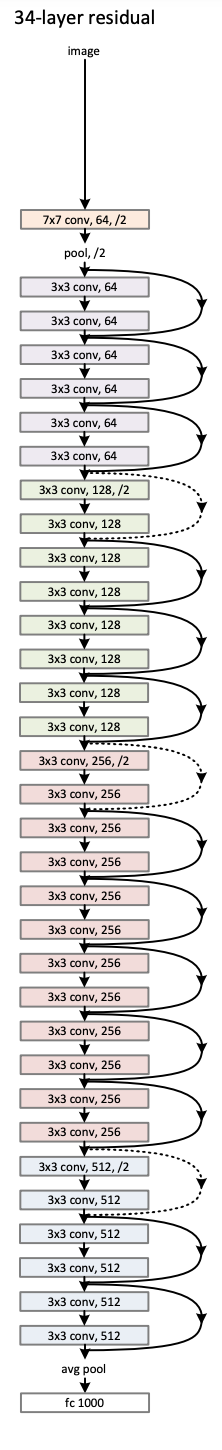 34-layer residual
image
7x7 conv, 64, /2
pool, /2
3x3 conv, 64
3x3 conv, 64
3x3 conv, 64
3x3 conv, 64
3x3 conv, 64
3x3 conv, 64
3x3 conv, 128, /2
3x3 conv, 128
3x3 conv, 128
3x3 conv, 128
3x3 conv, 128
3x3 conv, 128
3x3 conv, 128
3x3 conv, 128
3x3 conv, 256, /2
3x3 conv, 256
3x3 conv, 256
3x3 conv, 256
3x3 conv, 256
3x3 conv, 256
3x3 conv, 256
3x3 conv, 256
3x3 conv, 256
3x3 conv, 256
3x3 conv, 256
3x3 conv, 256
3x3 conv, 512, /2
3x3 conv, 512
3x3 conv, 512
3x3 conv, 512
3x3 conv, 512
3x3 conv, 512
avg pool
fc 1000